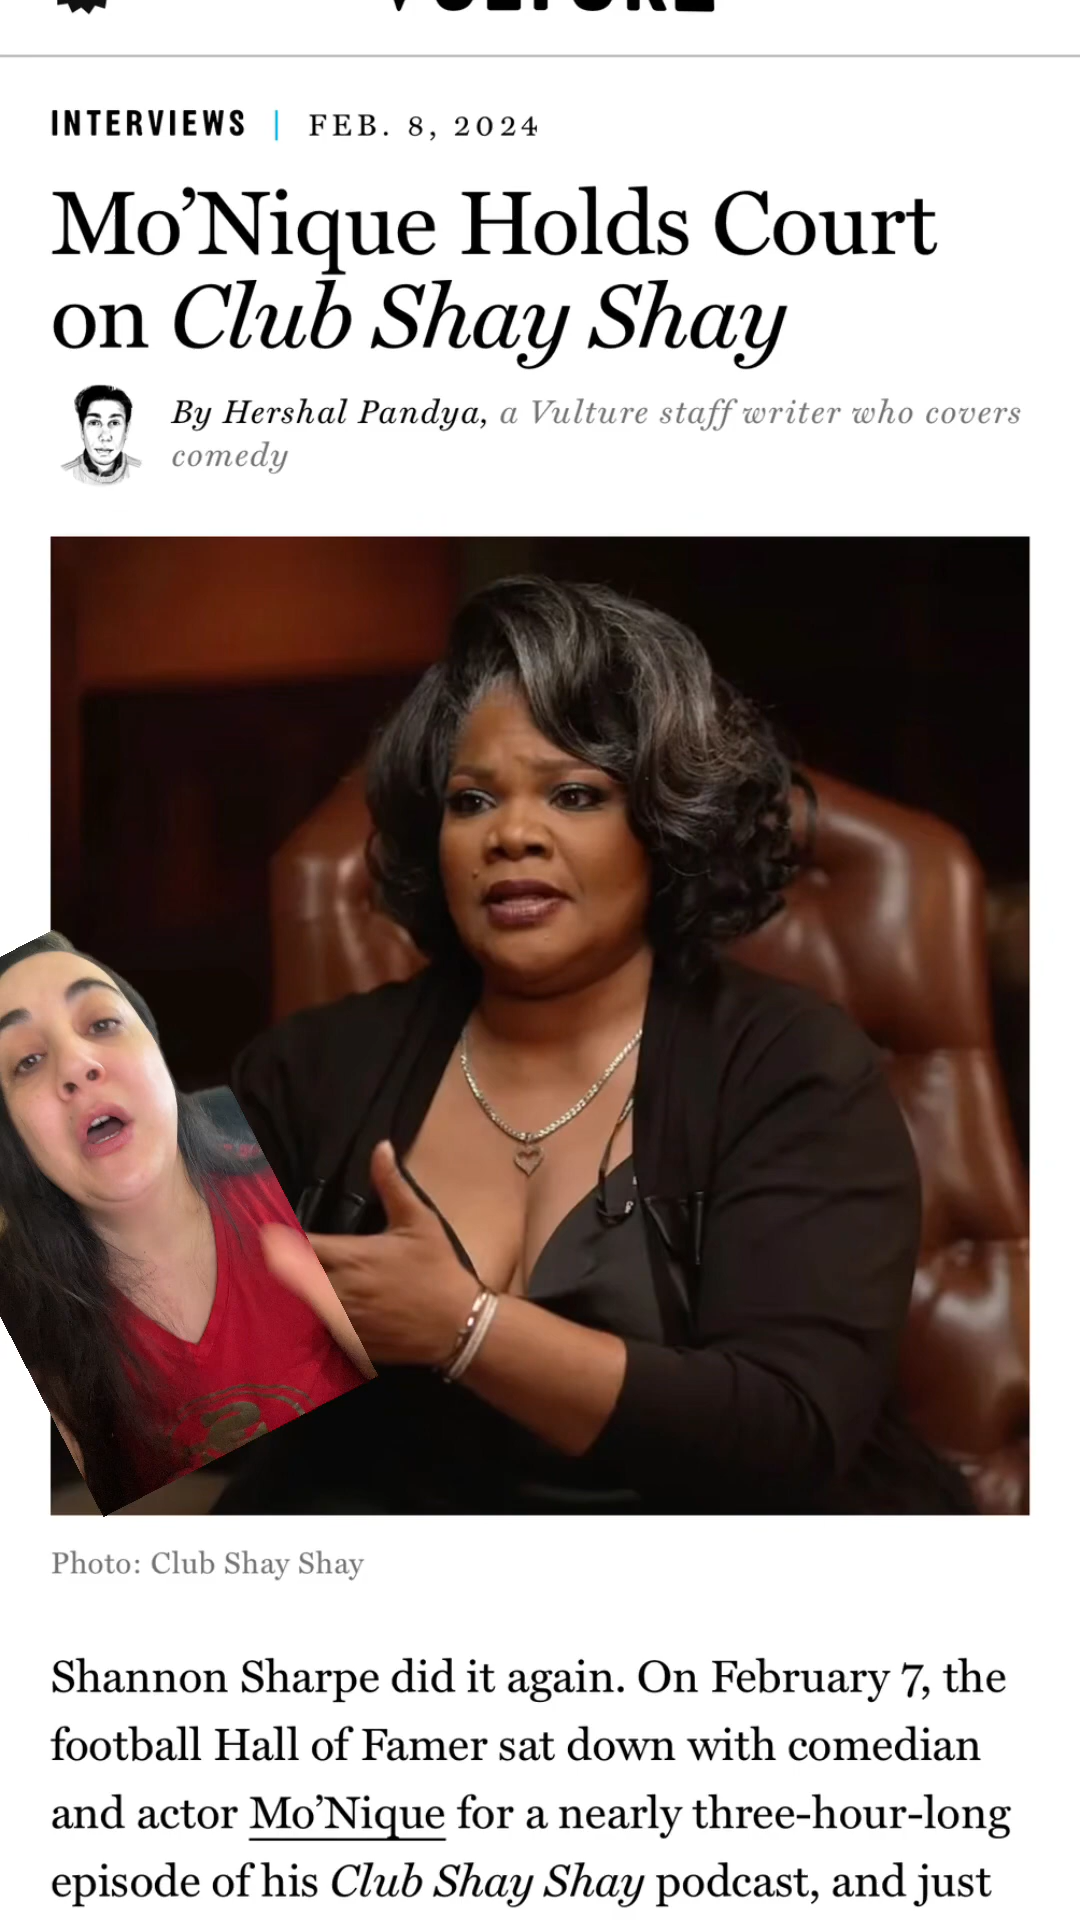 VULTURE
INTERVIEWS | FEB. 8, 2024
Mo’Nique Holds Court
on Club Shay Shay
By Hershal Pandya, a Vulture staff writer who covers
comedy
Photo: Club Shay Shay
Shannon Sharpe did it again. On February 7, the
football Hall of Famer sat down with comedian
and actor Mo’Nique for a nearly three-hour-long
episode of his Club Shay Shay podcast, and just